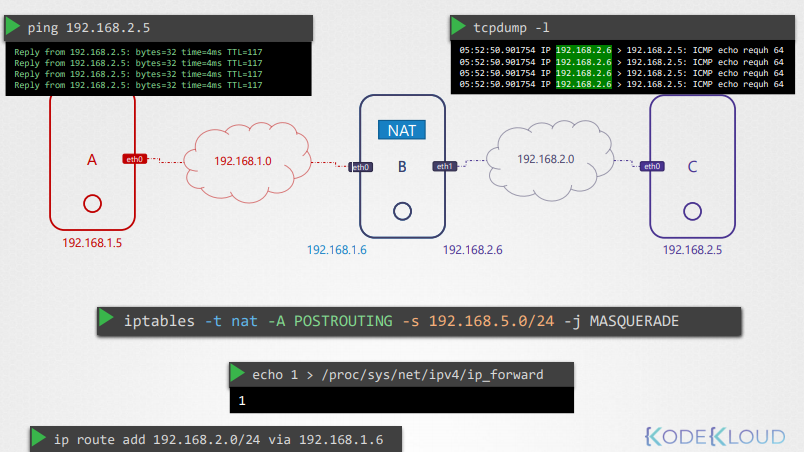 ping 192.168.2.5
Reply from 192.168.2.5: bytes=32 time=4ms TTL=117
Reply from 192.168.2.5: bytes=32 time=4ms TTL=117
Reply from 192.168.2.5: bytes=32 time=4ms TTL=117
Reply from 192.168.2.5: bytes=32 time=4ms TTL=117
tcpdump -l
05:52:50.901754 IP 192.168.2.6 > 192.168.2.5: ICMP echo requh 64
05:52:50.901754 IP 192.168.2.6 > 192.168.2.5: ICMP echo requh 64
05:52:50.901754 IP 192.168.2.6 > 192.168.2.5: ICMP echo requh 64
05:52:50.901754 IP 192.168.2.6 > 192.168.2.5: ICMP echo requh 64
A
eth0
192.168.1.0
NAT
eth0
B
eth1
192.168.2.0
eth0
C
192.168.1.5
192.168.1.6
192.168.2.6
192.168.2.5
iptables -t nat -A POSTROUTING -s 192.168.5.0/24 -j MASQUERADE
echo 1 > /proc/sys/net/ipv4/ip_forward
1
ip route add 192.168.2.0/24 via 192.168.1.6
KODEKLOUD